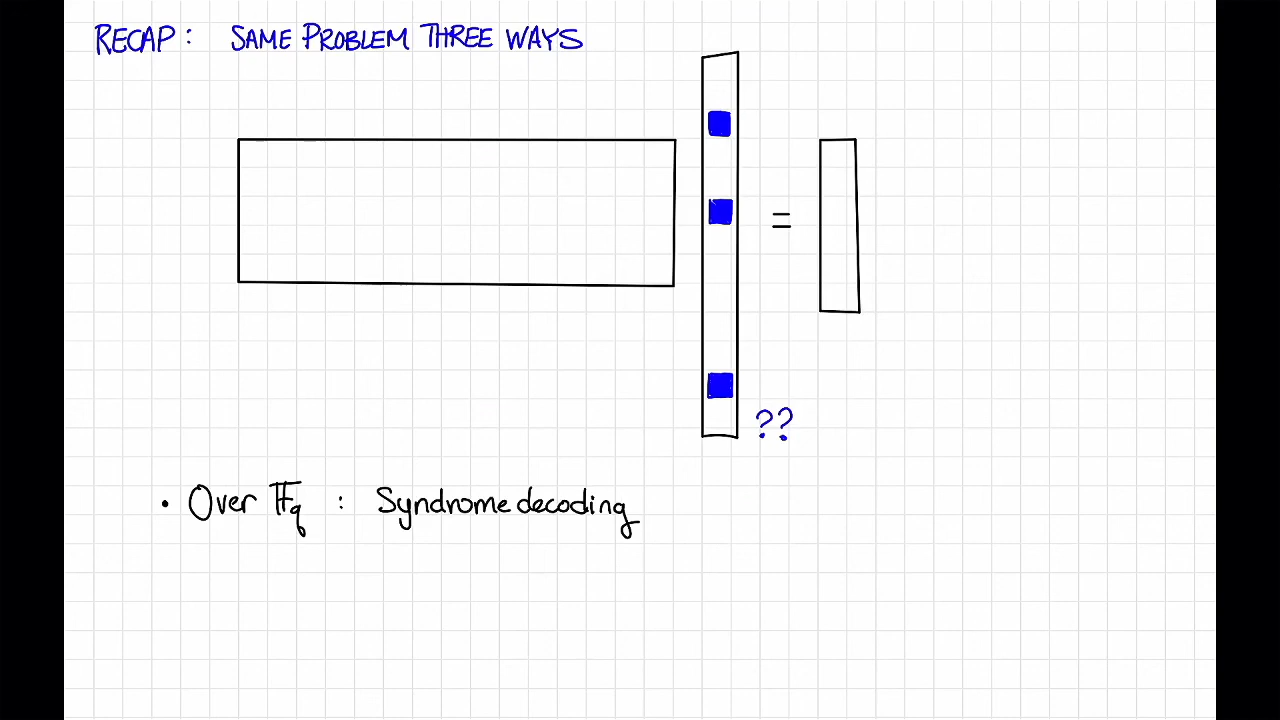 RECAP: SAME PROBLEM THREE WAYS
=
??
• Over 𝔽q : Syndrome decoding